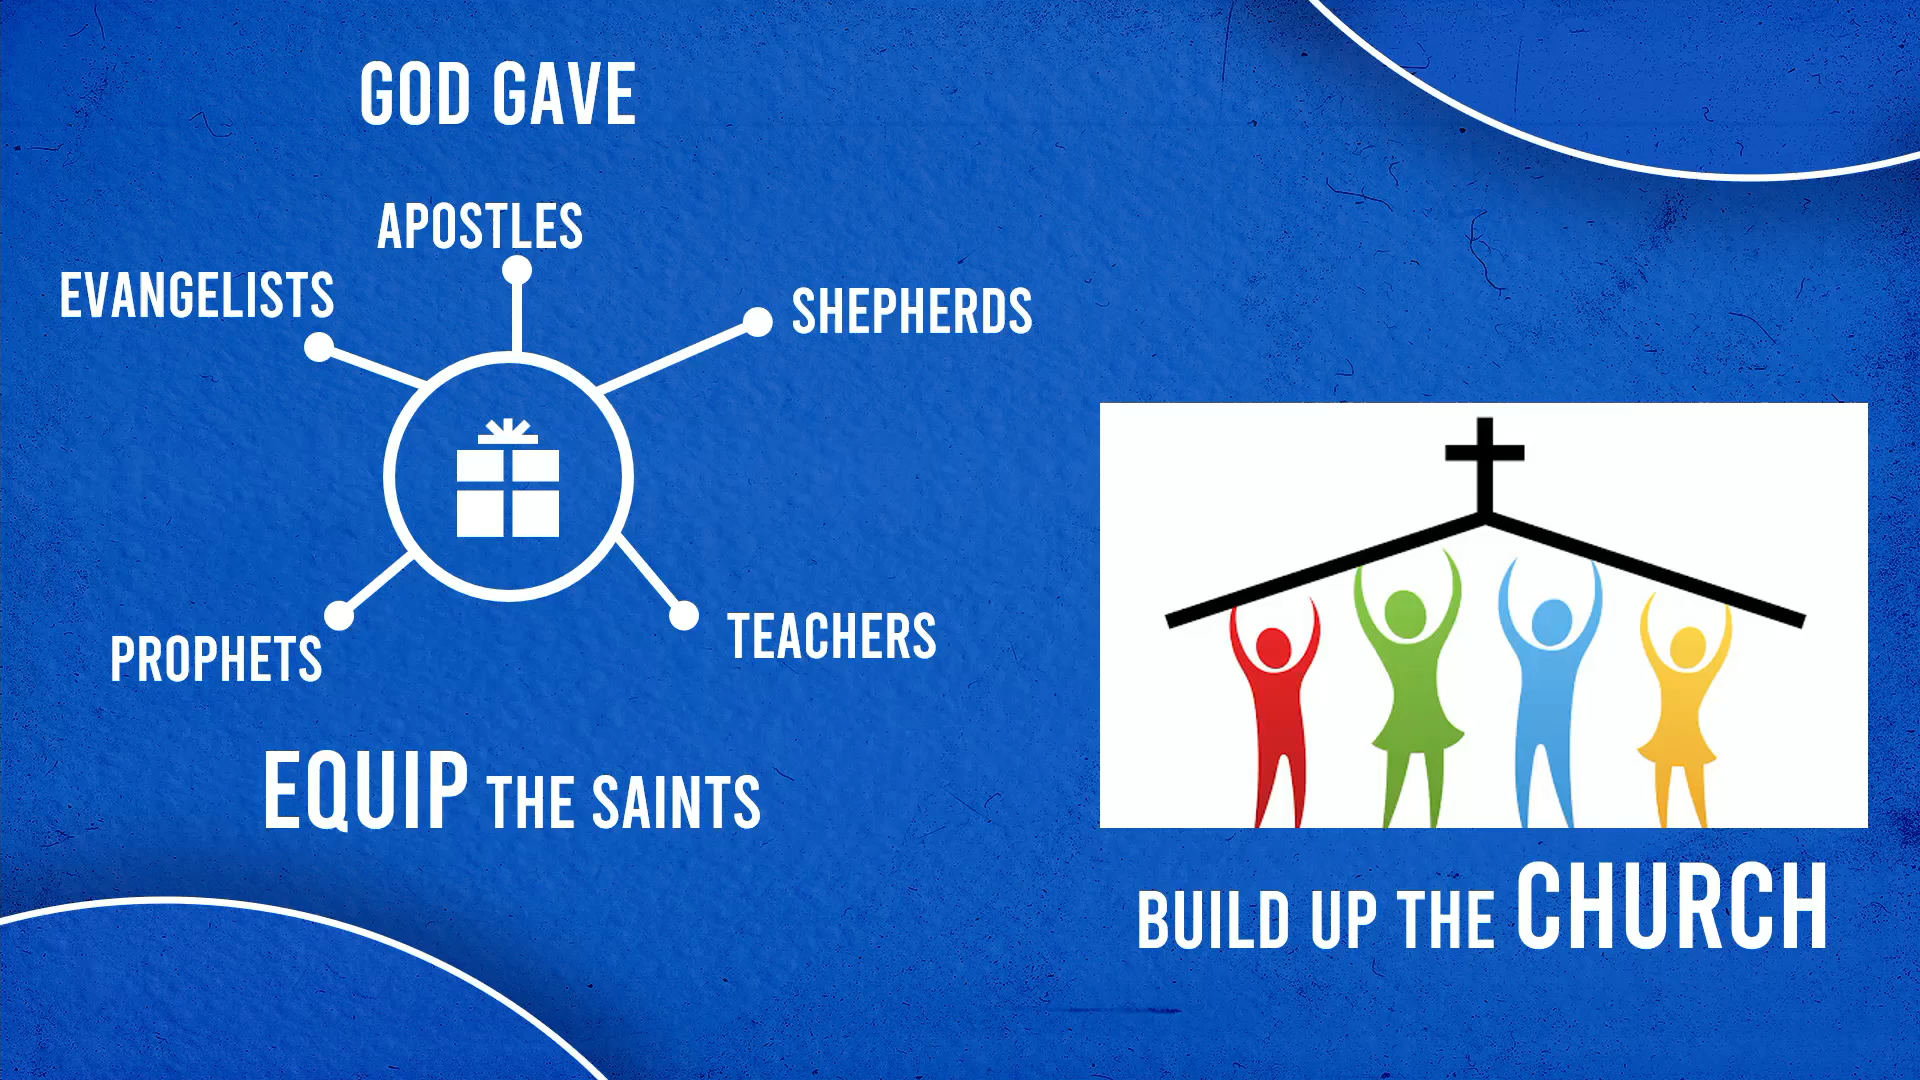 GOD GAVE
APOSTLES
EVANGELISTS
SHEPHERDS
PROPHETS
TEACHERS
EQUIP THE SAINTS
BUILD UP THE CHURCH